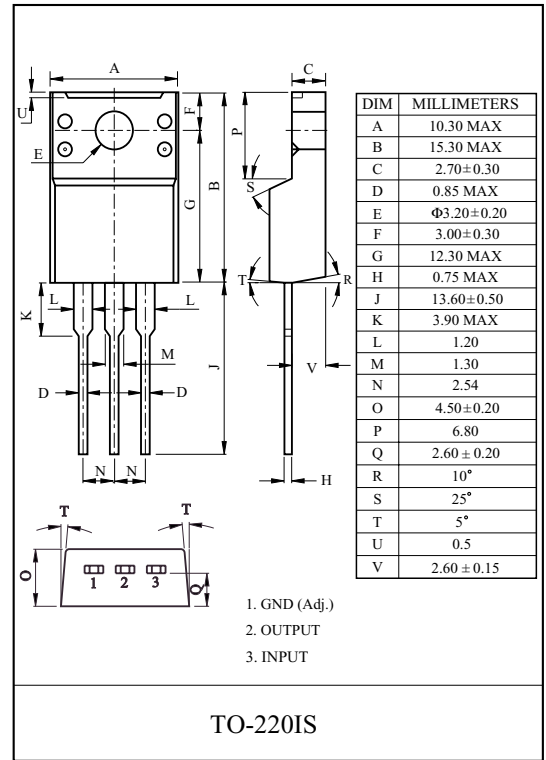 A
C
U
F
P
E
B
S
G
T
R
L
L
K
M
V
J
D
D
N
N
H
T
T
O
Q
1
2
3
1. GND (Adj.)
2. OUTPUT
3. INPUT
DIM MILLIMETERS
A 10.30 MAX
B 15.30 MAX
C 2.70±0.30
D 0.85 MAX
E Φ3.20±0.20
F 3.00±0.30
G 12.30 MAX
H 0.75 MAX
J 13.60±0.50
K 3.90 MAX
L 1.20
M 1.30
N 2.54
O 4.50±0.20
P 6.80
Q 2.60 ± 0.20
R 10°
S 25°
T 5°
U 0.5
V 2.60 ± 0.15
TO-220IS